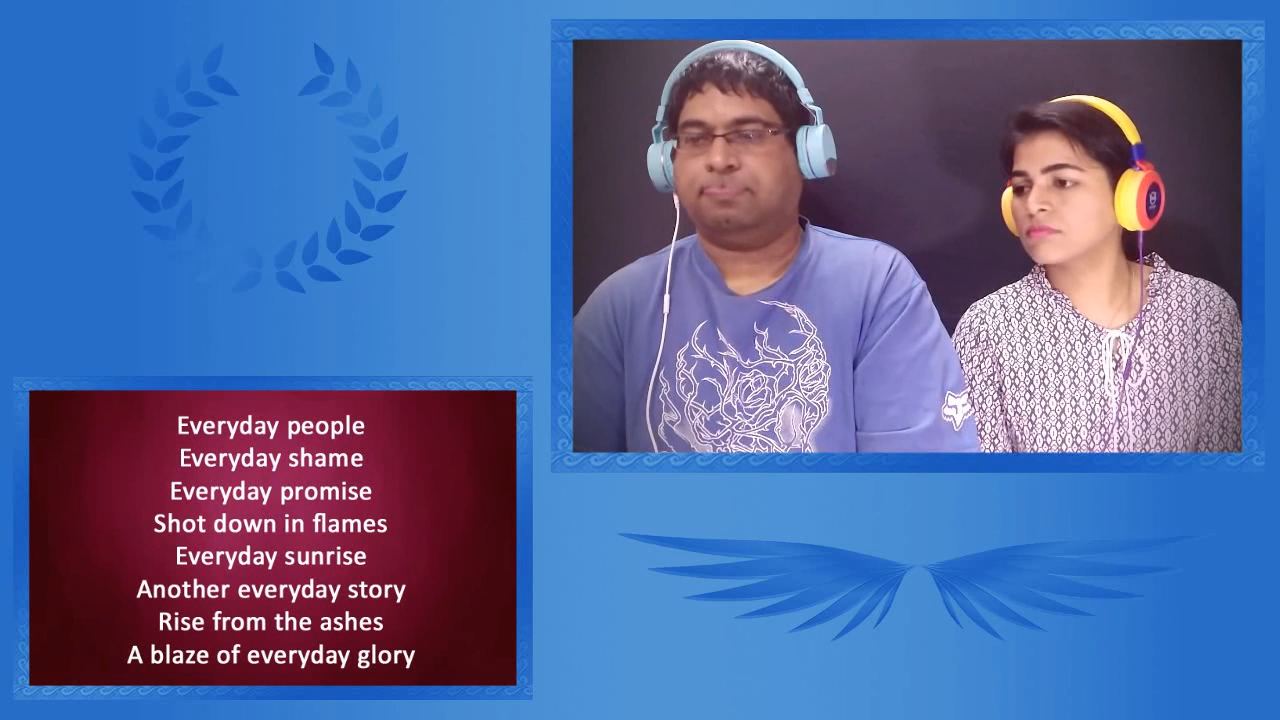 Everyday people
Everyday shame
Everyday promise
Shot down in flames
Everyday sunrise
Another everyday story
Rise from the ashes
A blaze of everyday glory